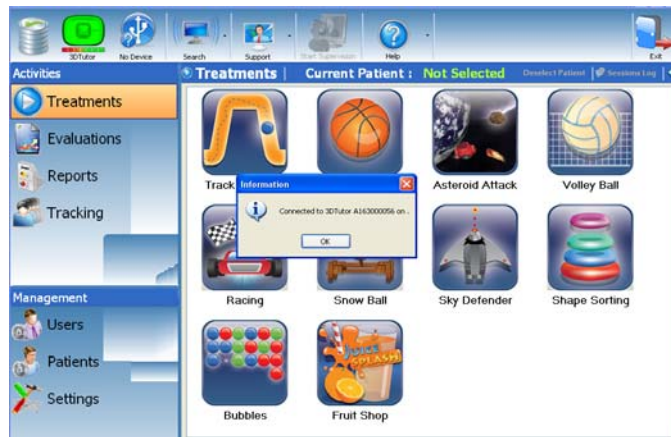 3DTutor
No Device
Search
Support
Start Supervision
Help
Exit
Activities
Treatments | Current Patient : Not Selected
Deselect Patient
Sessions Log
Treatments
Evaluations
Reports
Tracking
Management
Users
Patients
Settings
Track
Asteroid Attack
Volley Ball
Information
Connected to 3DTutor A163000056 on .
OK
Racing
Snow Ball
Sky Defender
Shape Sorting
JUICE
SPLASH
Bubbles
Fruit Shop